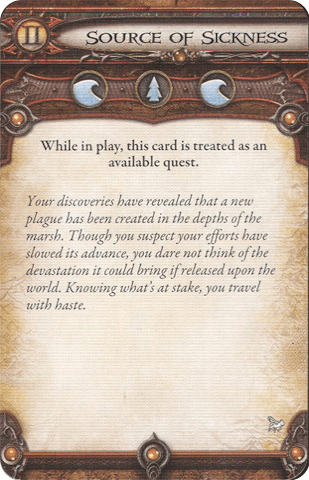 II
Source of Sickness
While in play, this card is treated as an
available quest.
Your discoveries have revealed that a new
plague has been created in the depths of the
marsh. Though you suspect your efforts have
slowed its advance, you dare not think of the
devastation it could bring if released upon the
world. Knowing what's at stake, you travel
with haste.